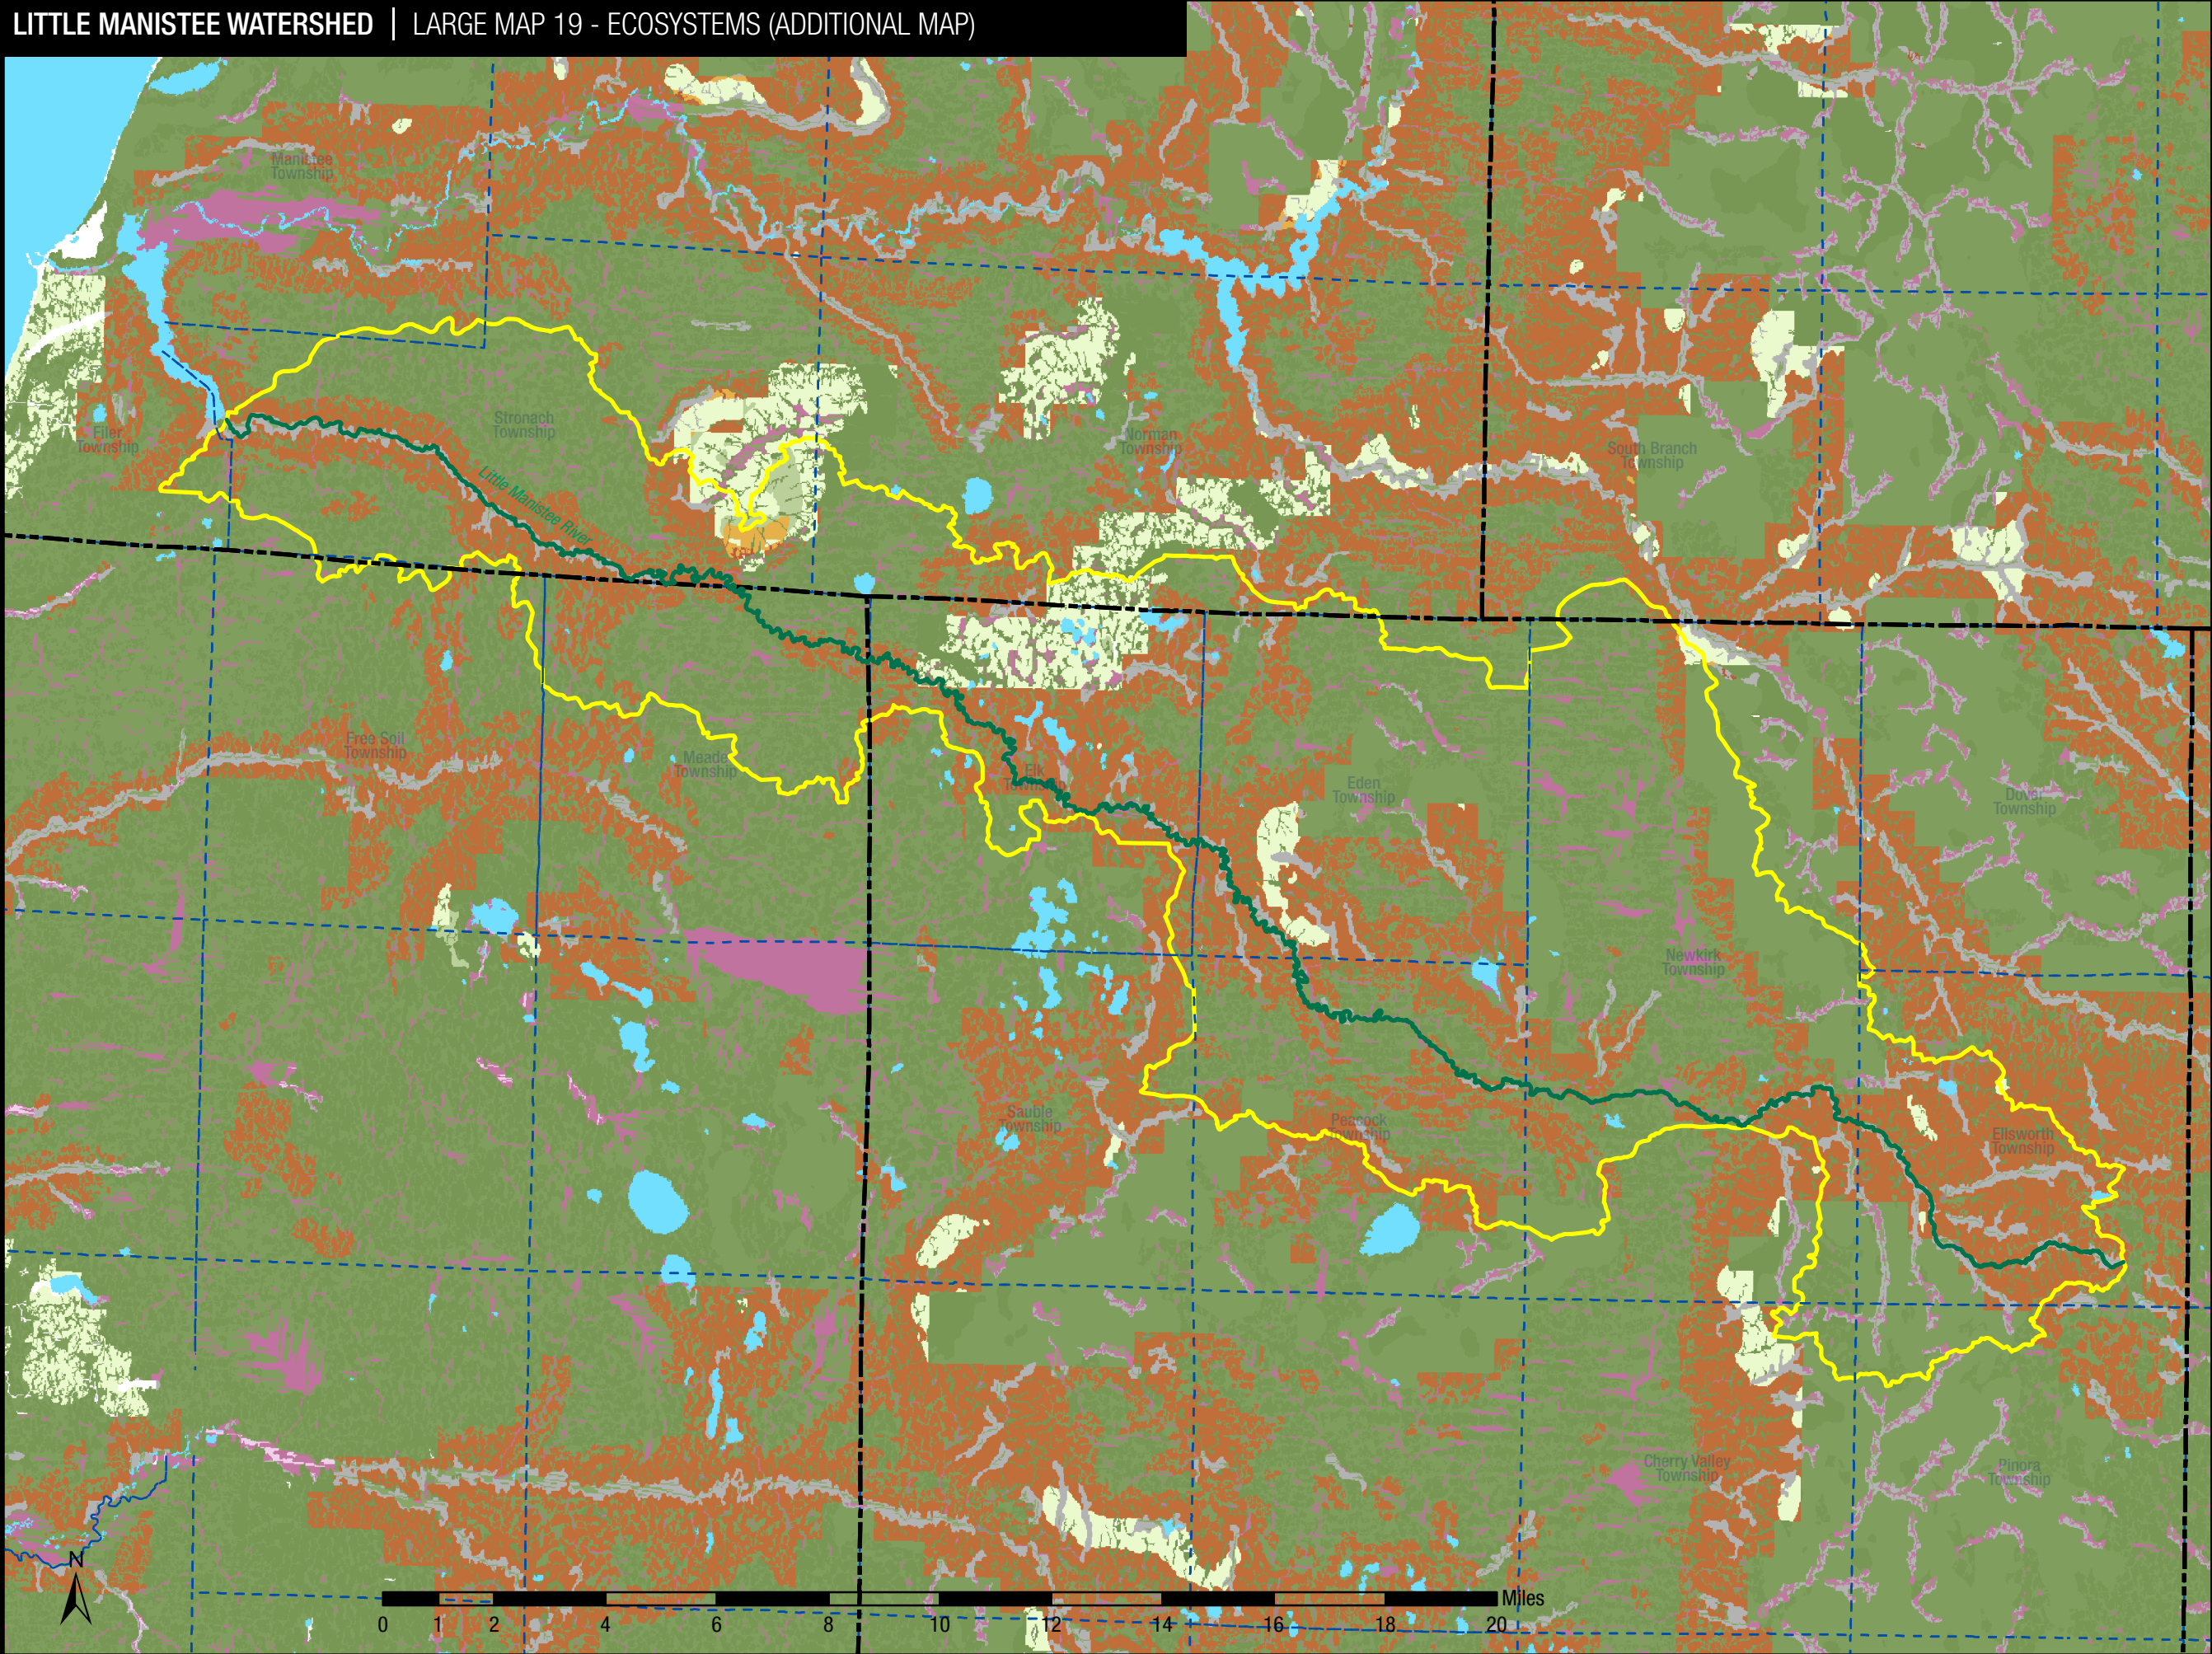 LITTLE MANISTEE WATERSHED | LARGE MAP 19 - ECOSYSTEMS (ADDITIONAL MAP)
Manistee
Township
Stronach
Township
Filer
Township
Norman
Township
South Branch
Township
Little Manistee River
Free Soil
Township
Meade
Township
Elk
Township
Eden
Township
Dover
Township
Newkirk
Township
Sauble
Township
Peacock
Township
Ellsworth
Township
Cherry Valley
Township
Pinora
Township
N
Miles
0 1 2 4 6 8 10 12 14 16 18 20